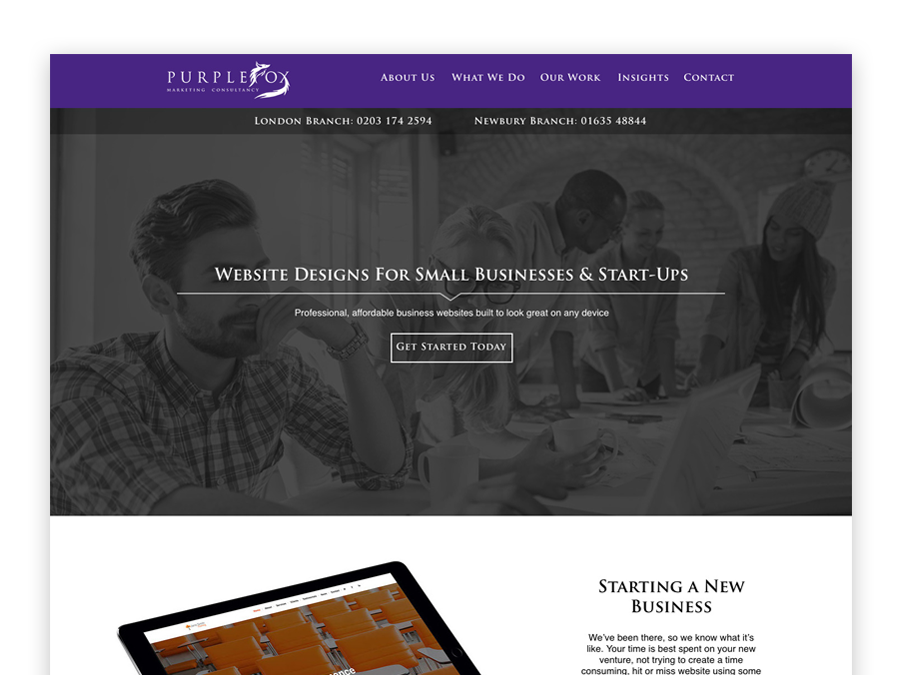 PURPLEFOX
MARKETING CONSULTANCY
About Us What We Do Our Work Insights Contact
London Branch: 0203 174 2594 Newbury Branch: 01635 48844
Website Designs For Small Businesses & Start-Ups
Professional, affordable business websites built to look great on any device
Get Started Today
Starting a New
Business
We've been there, so we know what it's
like. Your time is best spent on your new
venture, not trying to create a time
consuming, hit or miss website using some